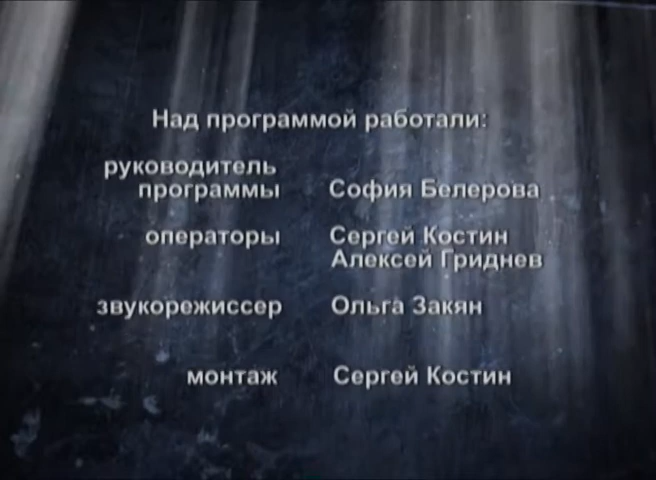 Над программой работали:
руководитель
программы София Белерова
операторы Сергей Костин
Алексей Гриднев
звукорежиссер Ольга Закян
монтаж Сергей Костин